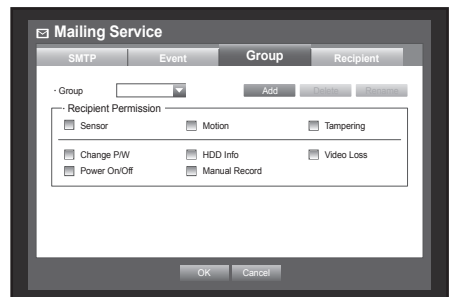 Mailing Service
SMTP Event Group Recipient
· Group Add Delete Rename
· Recipient Permission
Sensor Motion Tampering
Change P/W HDD Info Video Loss
Power On/Off Manual Record
OK Cancel